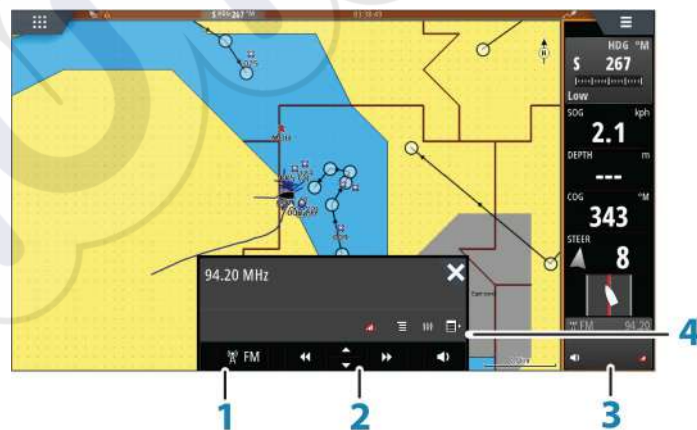 S HDG 267 °M
HDG °M
S 267
Low
SOG kph
2.1
DEPTH m
---
COG °M
343
STEER
8
94.20 MHz
FM 94.20
FM
4
1
2
3